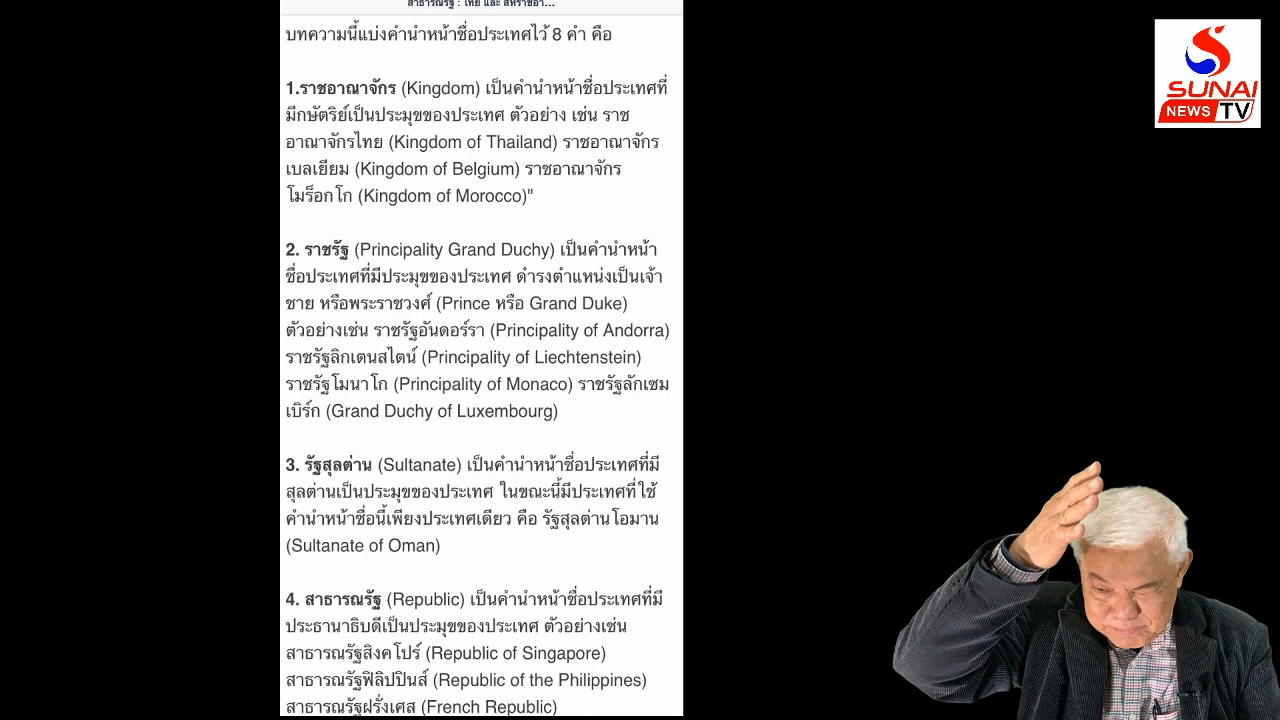 สาธารณรัฐ : ไทย และ สหราชอา...
บทความนี้แบ่งคำนำหน้าชื่อประเทศไว้ 8 คำ คือ
1.ราชอาณาจักร (Kingdom) เป็นคำนำหน้าชื่อประเทศที่
มีกษัตริย์เป็นประมุขของประเทศ ตัวอย่าง เช่น ราช
อาณาจักรไทย (Kingdom of Thailand) ราชอาณาจักร
เบลเยียม (Kingdom of Belgium) ราชอาณาจักร
โมร็อกโก (Kingdom of Morocco)"
2. ราชรัฐ (Principality Grand Duchy) เป็นคำนำหน้า
ชื่อประเทศที่มีประมุขของประเทศ ดำรงตำแหน่งเป็นเจ้า
ชาย หรือพระราชวงศ์ (Prince หรือ Grand Duke)
ตัวอย่างเช่น ราชรัฐอันดอร์รา (Principality of Andorra)
ราชรัฐลิกเตนสไตน์ (Principality of Liechtenstein)
ราชรัฐโมนาโก (Principality of Monaco) ราชรัฐลักเซม
เบิร์ก (Grand Duchy of Luxembourg)
3. รัฐสุลต่าน (Sultanate) เป็นคำนำหน้าชื่อประเทศที่มี
สุลต่านเป็นประมุขของประเทศ ในขณะนี้มีประเทศที่ใช้
คำนำหน้าชื่อนี้เพียงประเทศเดียว คือ รัฐสุลต่านโอมาน
(Sultanate of Oman)
4. สาธารณรัฐ (Republic) เป็นคำนำหน้าชื่อประเทศที่มี
ประธานาธิบดีเป็นประมุขของประเทศ ตัวอย่างเช่น
สาธารณรัฐสิงคโปร์ (Republic of Singapore)
สาธารณรัฐฟิลิปปินส์ (Republic of the Philippines)
สาธารณรัฐฝรั่งเศส (French Republic)
SUNAI
NEWS TV